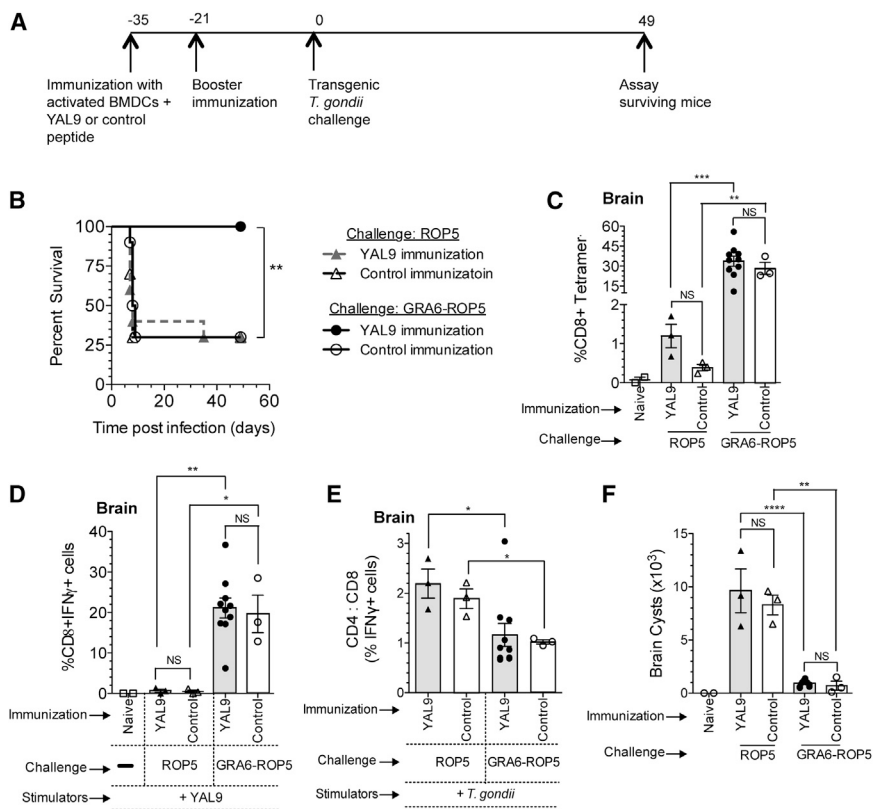 A
-35
-21
0
49
Immunization with
activated BMDCs +
YAL9 or control
peptide
Booster
immunization
Transgenic
T. gondii
challenge
Assay
surviving mice
B
100
75
50
25
0
Percent Survival
0
20
40
60
Time post infection (days)
**
Challenge: ROP5
YAL9 immunization
Control immunizatoin
Challenge: GRA6-ROP5
YAL9 immunization
Control immunization
C
Brain
***
**
NS
NS
60
45
30
15
2
1
0
%CD8+ Tetramer
Naive
YAL9
Control
YAL9
Control
Immunization
Challenge
ROP5
GRA6-ROP5
D
Brain
**
*
NS
NS
40
30
20
10
0
%CD8+IFNγ+ cells
Immunization
Naive
YAL9
Control
YAL9
Control
Challenge
ROP5
GRA6-ROP5
Stimulators
+ YAL9
E
Brain
*
*
3
2
1
0
CD4 : CD8
(% IFNγ+ cells)
Immunization
YAL9
Control
YAL9
Control
Challenge
ROP5
GRA6-ROP5
Stimulators
+ T. gondii
F
**
****
NS
NS
15
10
5
0
Brain Cysts (x10³)
Naive
YAL9
Control
YAL9
Control
Immunization
Challenge
ROP5
GRA6-ROP5